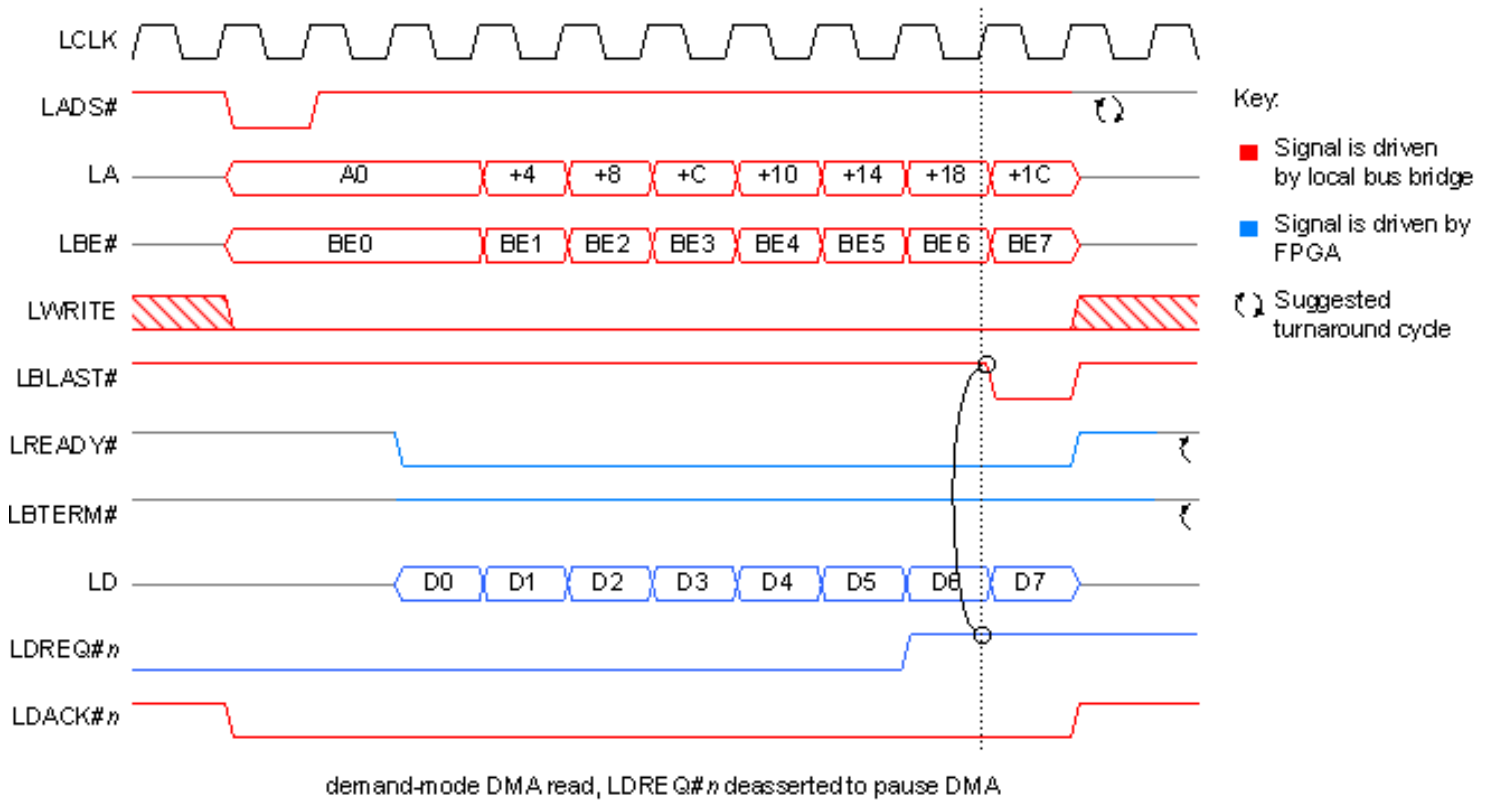 LCLK
LADS#
LA A0 +4 +8 +C +10 +14 +18 +1C
LBE# BE0 BE1 BE2 BE3 BE4 BE5 BE6 BE7
LWRITE
LBLAST#
LREADY#
LBTERM#
LD D0 D1 D2 D3 D4 D5 D6 D7
LDREQ#n
LDACK#n
Key:
Signal is driven
by local bus bridge
Signal is driven by
FPGA
Suggested
turnaround cycle
demand-mode DMA read, LDREQ#n deasserted to pause DMA